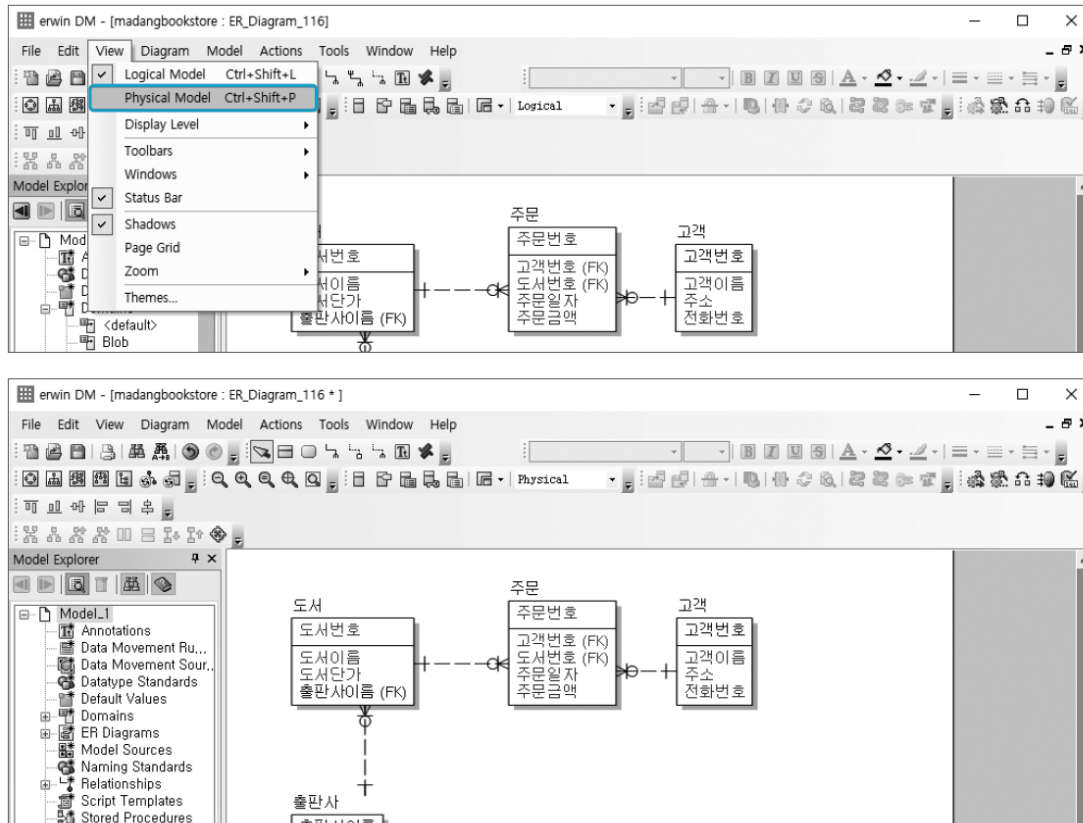 erwin DM - [madangbookstore : ER_Diagram_116]
File Edit View Diagram Model Actions Tools Window Help
Logical Model Ctrl+Shift+L
Physical Model Ctrl+Shift+P
Display Level
Toolbars
Windows
Status Bar
Shadows
Page Grid
Zoom
Themes...
Logical
Model Explor
Mod
<default>
Blob
서번호
서이름
서단가
출판사이름 (FK)
주문
주문번호
고객번호 (FK)
도서번호 (FK)
주문일자
주문금액
고객
고객번호
고객이름
주소
전화번호
erwin DM - [madangbookstore : ER_Diagram_116 * ]
File Edit View Diagram Model Actions Tools Window Help
Physical
Model Explorer
Model_1
Annotations
Data Movement Ru...
Data Movement Sour..
Datatype Standards
Default Values
Domains
ER Diagrams
Model Sources
Naming Standards
Relationships
Script Templates
Stored Procedures
도서
도서번호
도서이름
도서단가
출판사이름 (FK)
주문
주문번호
고객번호 (FK)
도서번호 (FK)
주문일자
주문금액
고객
고객번호
고객이름
주소
전화번호
출판사
출판사이름